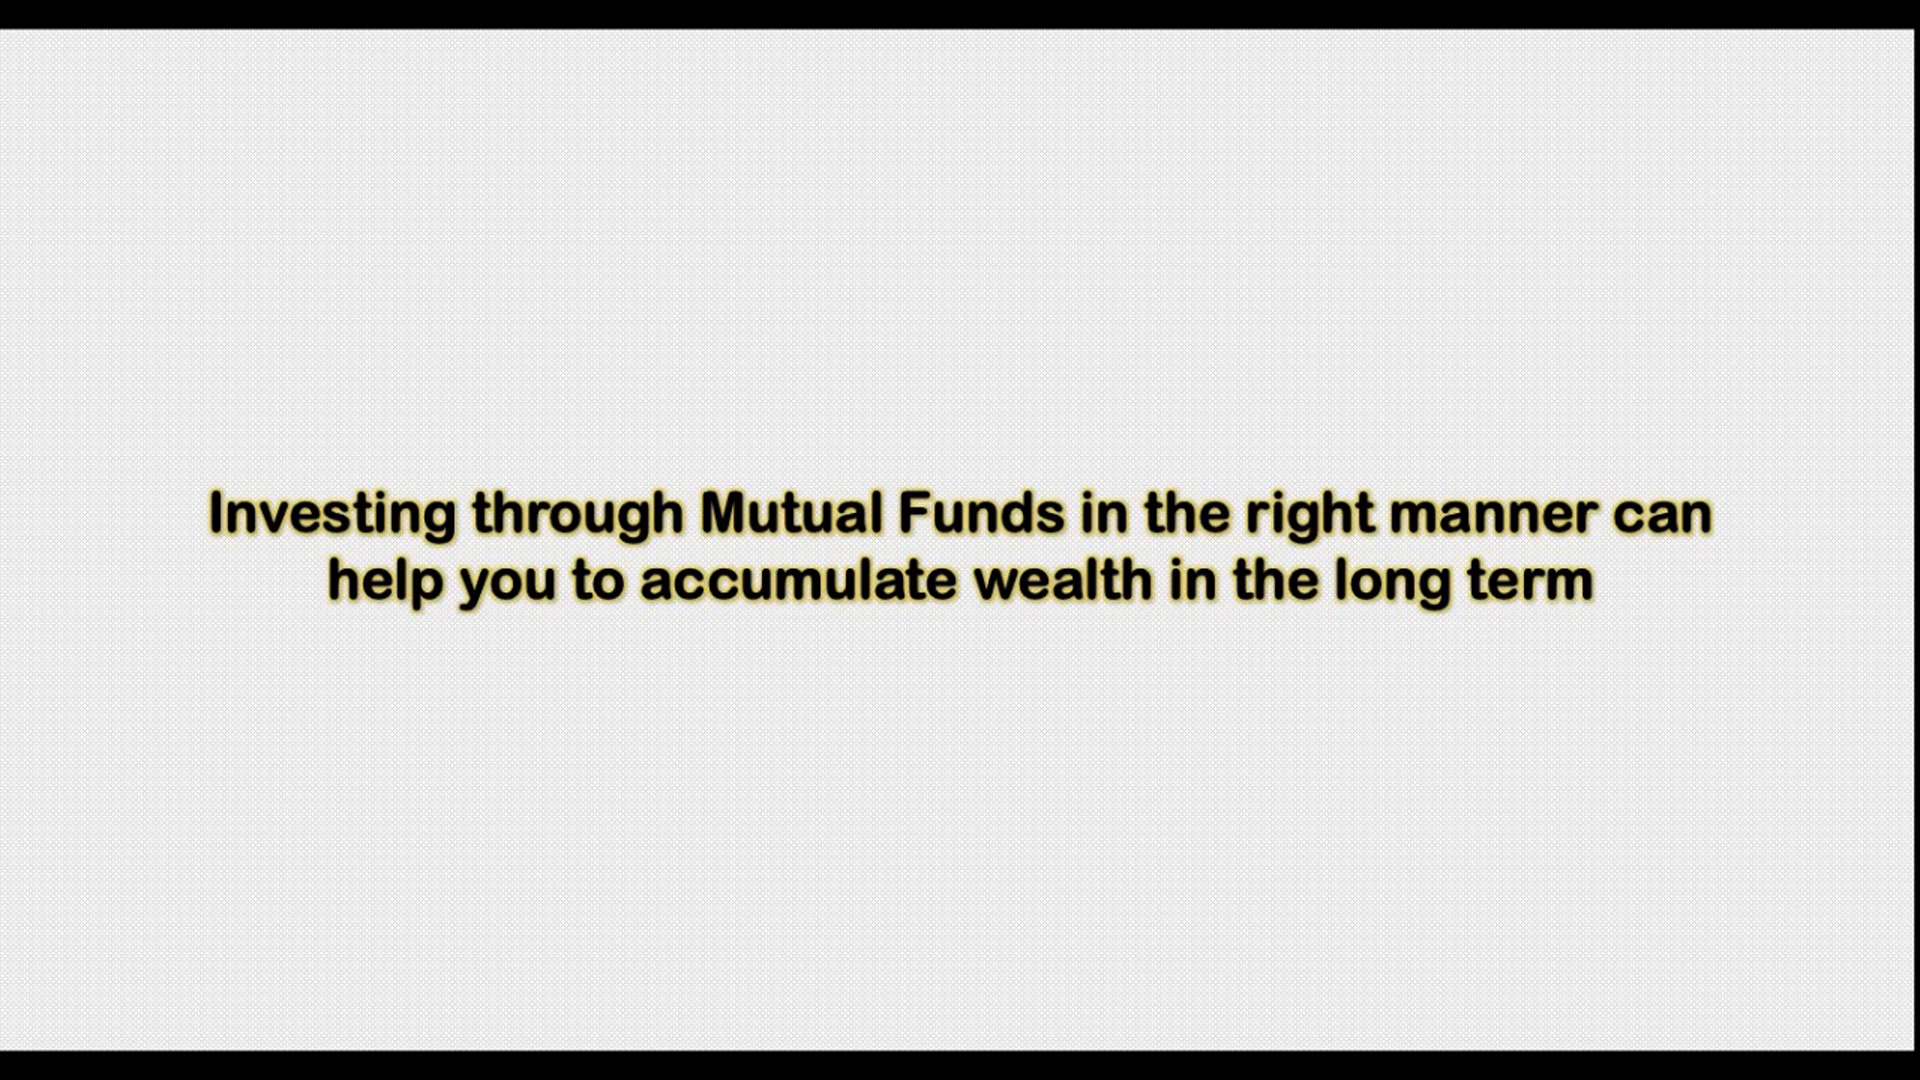 Investing through Mutual Funds in the right manner can
help you to accumulate wealth in the long term